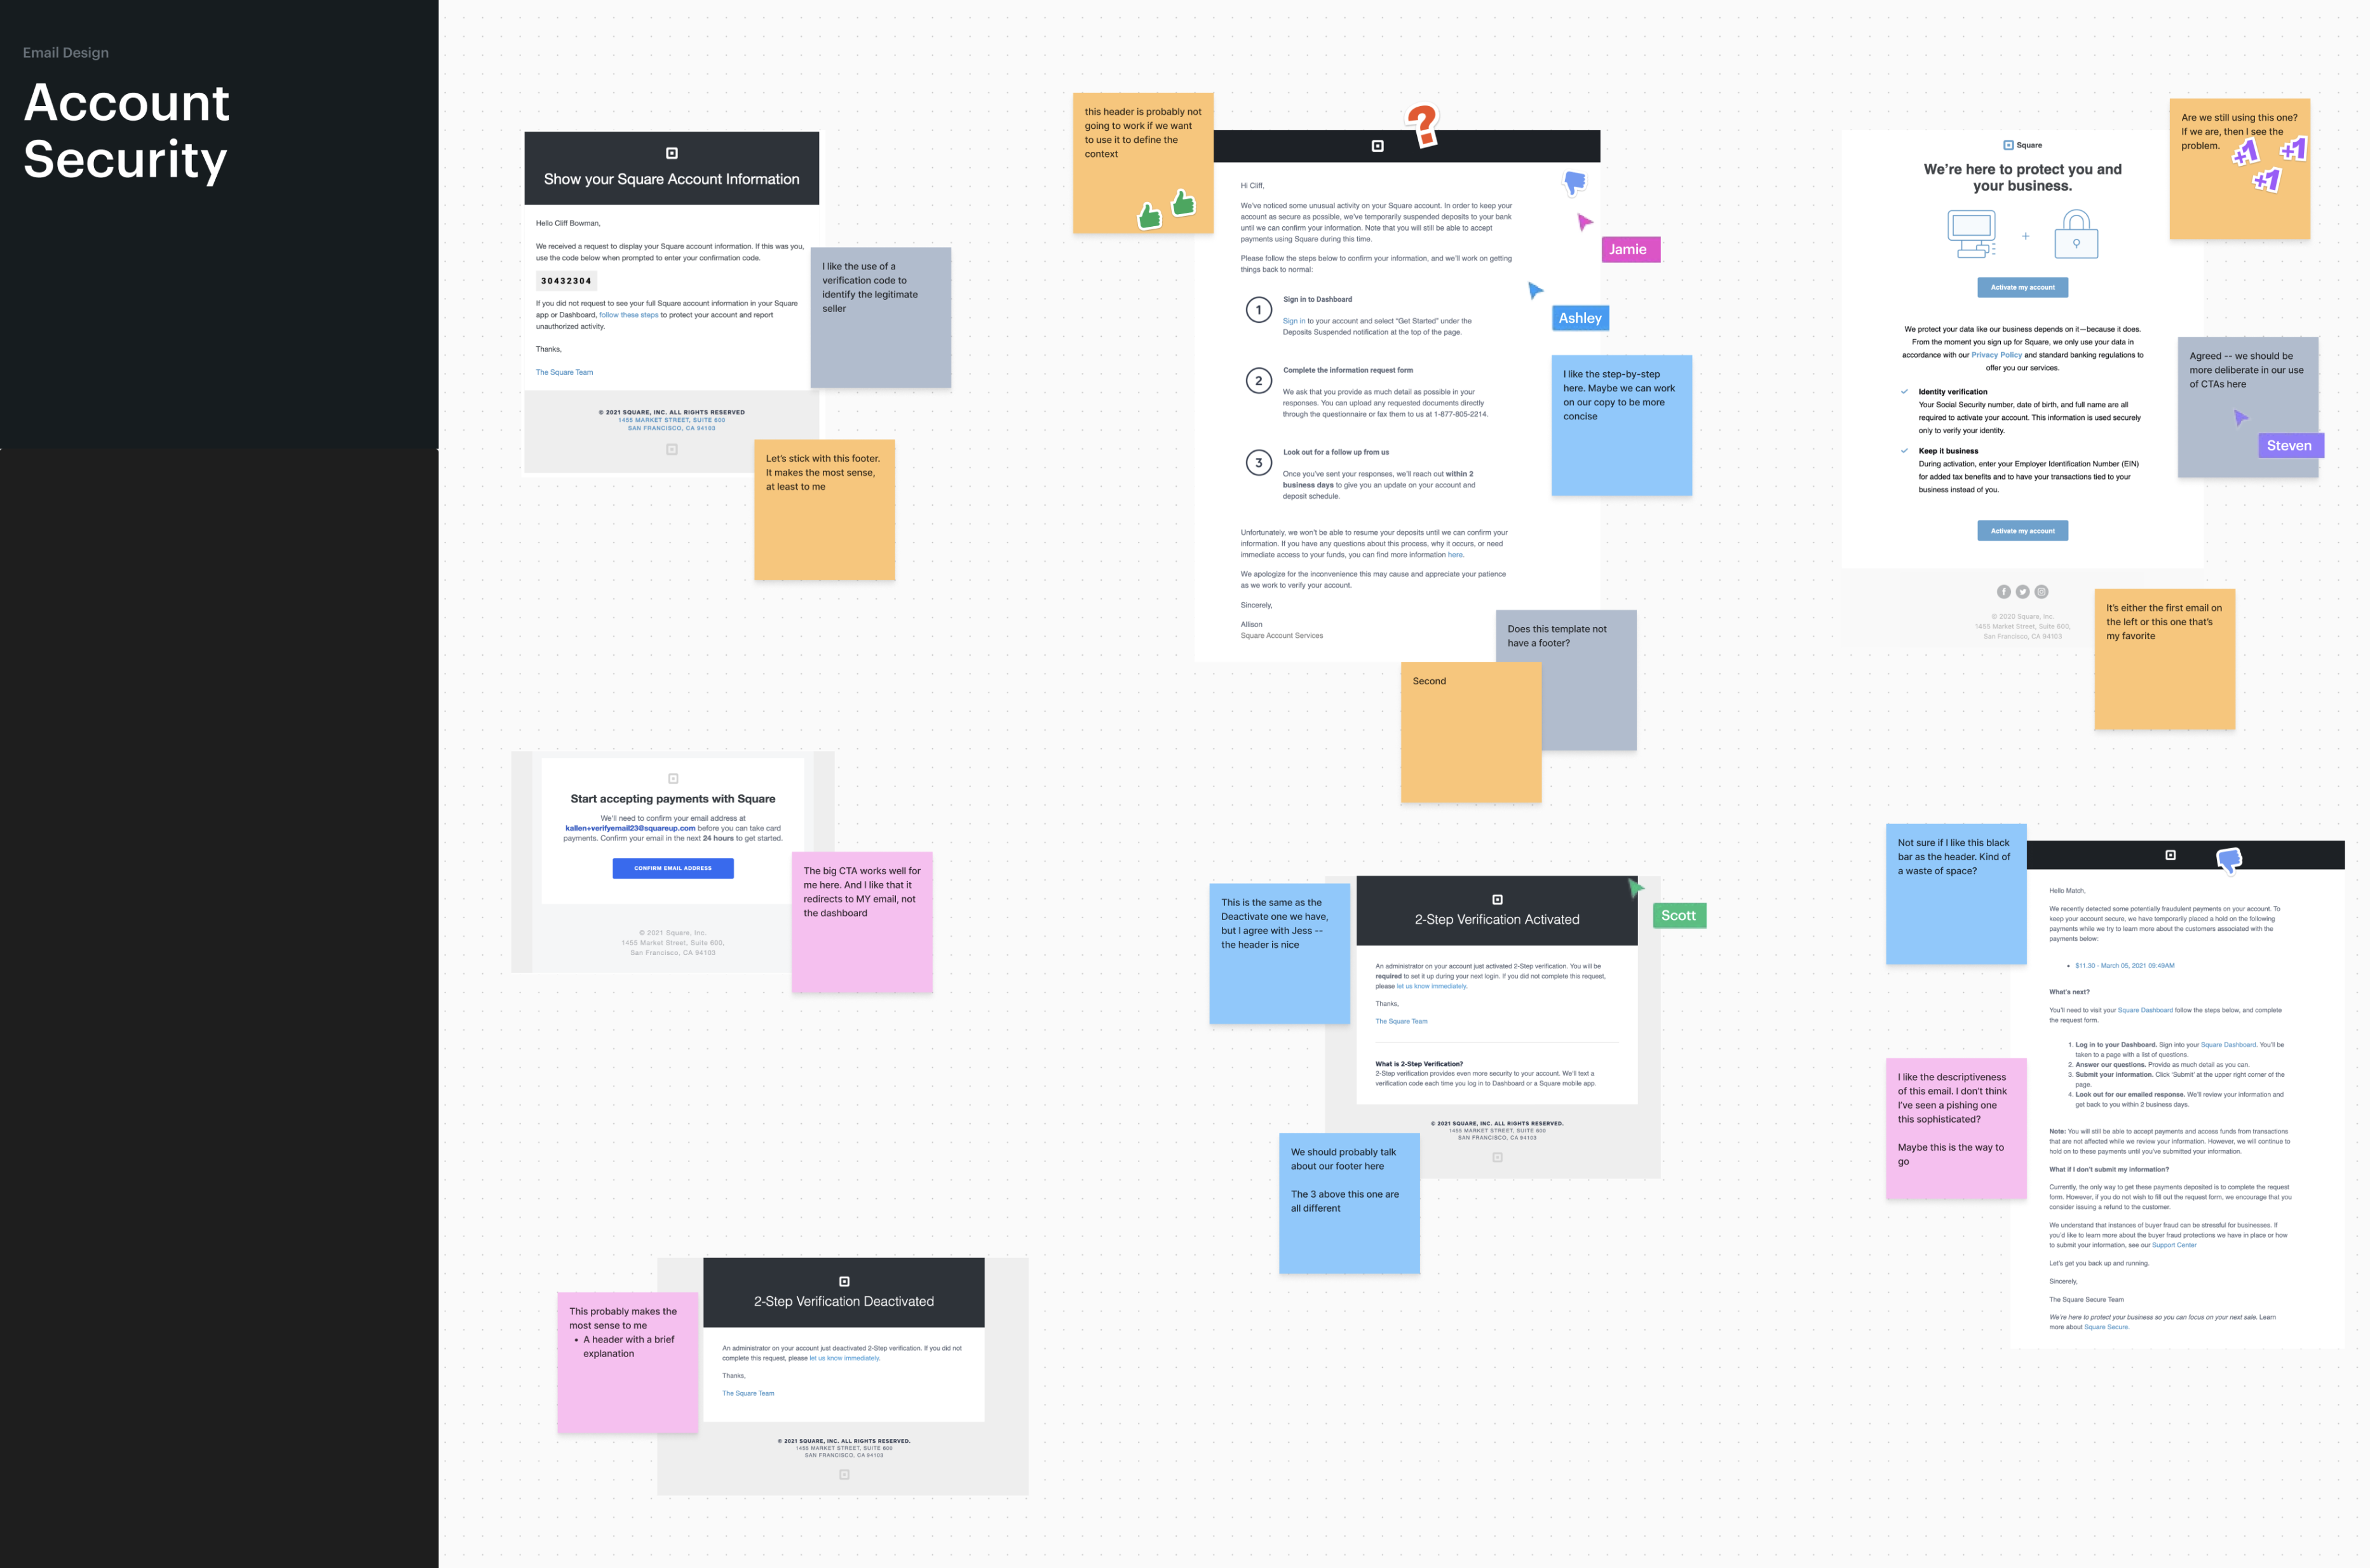 Email Design
Account
Security
Show your Square Account Information
Hello Cliff Bowman,
We received a request to display your Square account information. If this was you,
use the code below when prompted to enter your confirmation code.
30432304
If you did not request to see your full Square account information in your Square
app or Dashboard, follow these steps to protect your account and report
unauthorized activity.
Thanks,
The Square Team
© 2021 SQUARE, INC. ALL RIGHTS RESERVED
1455 MARKET STREET, SUITE 600
SAN FRANCISCO, CA 94103
I like the use of a
verification code to
identify the legitimate
seller
Let's stick with this footer.
It makes the most sense,
at least to me
this header is probably not
going to work if we want
to use it to define the
context
?
Hi Cliff,
We've noticed some unusual activity on your Square account. In order to keep your
account as secure as possible, we've temporarily suspended deposits to your bank
until we can confirm your information. Note that you will still be able to accept
payments using Square during this time.
Please follow the steps below to confirm your information, and we'll work on getting
things back to normal:
1
Sign in to Dashboard
Sign in to your account and select "Get Started" under the
Deposits Suspended notification at the top of the page.
2
Complete the information request form
We ask that you provide as much detail as possible in your
responses. You can upload any requested documents directly
through the questionnaire or fax them to us at 1-877-805-2214.
3
Look out for a follow up from us
Once you've sent your responses, we'll reach out within 2
business days to give you an update on your account and
deposit schedule.
Unfortunately, we won't be able to resume your deposits until we can confirm your
information. If you have any questions about this process, why it occurs, or need
immediate access to your funds, you can find more information here.
We apologize for the inconvenience this may cause and appreciate your patience
as we work to verify your account.
Sincerely,
Allison
Square Account Services
Jamie
Ashley
I like the step-by-step
here. Maybe we can work
on our copy to be more
concise
Does this template not
have a footer?
Second
Square
We're here to protect you and
your business.
+
Activate my account
We protect your data like our business depends on it—because it does.
From the moment you sign up for Square, we only use your data in
accordance with our Privacy Policy and standard banking regulations to
offer you our services.
Identity verification
Your Social Security number, date of birth, and full name are all
required to activate your account. This information is used securely
only to verify your identity.
Keep it business
During activation, enter your Employer Identification Number (EIN)
for added tax benefits and to have your transactions tied to your
business instead of you.
Activate my account
© 2020 Square, Inc.
1455 Market Street, Suite 600,
San Francisco, CA 94103
Are we still using this one?
If we are, then I see the
problem.
+1
+1
+1
Agreed -- we should be
more deliberate in our use
of CTAs here
Steven
It's either the first email on
the left or this one that's
my favorite
Start accepting payments with Square
We'll need to confirm your email address at
kallen+verifyemail23@squareup.com before you can take card
payments. Confirm your email in the next 24 hours to get started.
CONFIRM EMAIL ADDRESS
© 2021 Square, Inc.
1455 Market Street, Suite 600,
San Francisco, CA 94103
The big CTA works well for
me here. And I like that it
redirects to MY email, not
the dashboard
This is the same as the
Deactivate one we have,
but I agree with Jess --
the header is nice
2-Step Verification Activated
Scott
An administrator on your account just activated 2-Step verification. You will be
required to set it up during your next login. If you did not complete this request,
please let us know immediately.
Thanks,
The Square Team
What is 2-Step Verification?
2-Step verification provides even more security to your account. We'll text a
verification code each time you log in to Dashboard or a Square mobile app.
© 2021 SQUARE, INC. ALL RIGHTS RESERVED.
1455 MARKET STREET, SUITE 600
SAN FRANCISCO, CA 94103
We should probably talk
about our footer here
The 3 above this one are
all different
Not sure if I like this black
bar as the header. Kind of
a waste of space?
I like the descriptiveness
of this email. I don't think
I've seen a pishing one
this sophisticated?
Maybe this is the way to
go
Hello Match,
We recently detected some potentially fraudulent payments on your account. To
keep your account secure, we have temporarily placed a hold on the following
payments while we try to learn more about the customers associated with the
payments below:
• $11.30 - March 05, 2021 09:49AM
What's next?
You'll need to visit your Square Dashboard follow the steps below, and complete
the request form.
1. Log in to your Dashboard. Sign into your Square Dashboard. You'll be
taken to a page with a list of questions.
2. Answer our questions. Provide as much detail as you can.
3. Submit your information. Click 'Submit' at the upper right corner of the
page.
4. Look out for our emailed response. We'll review your information and
get back to you within 2 business days.
Note: You will still be able to accept payments and access funds from transactions
that are not affected while we review your information. However, we will continue to
hold on to these payments until you've submitted your information.
What if I don't submit my information?
Currently, the only way to get these payments deposited is to complete the request
form. However, if you do not wish to fill out the request form, we encourage that you
consider issuing a refund to the customer.
We understand that instances of buyer fraud can be stressful for businesses. If
you'd like to learn more about the buyer fraud protections we have in place or how
to submit your information, see our Support Center
Let's get you back up and running.
Sincerely,
The Square Secure Team
We're here to protect your business so you can focus on your next sale. Learn
more about Square Secure.
This probably makes the
most sense to me
• A header with a brief
explanation
2-Step Verification Deactivated
An administrator on your account just deactivated 2-Step verification. If you did not
complete this request, please let us know immediately.
Thanks,
The Square Team
© 2021 SQUARE, INC. ALL RIGHTS RESERVED.
1455 MARKET STREET, SUITE 600
SAN FRANCISCO, CA 94103